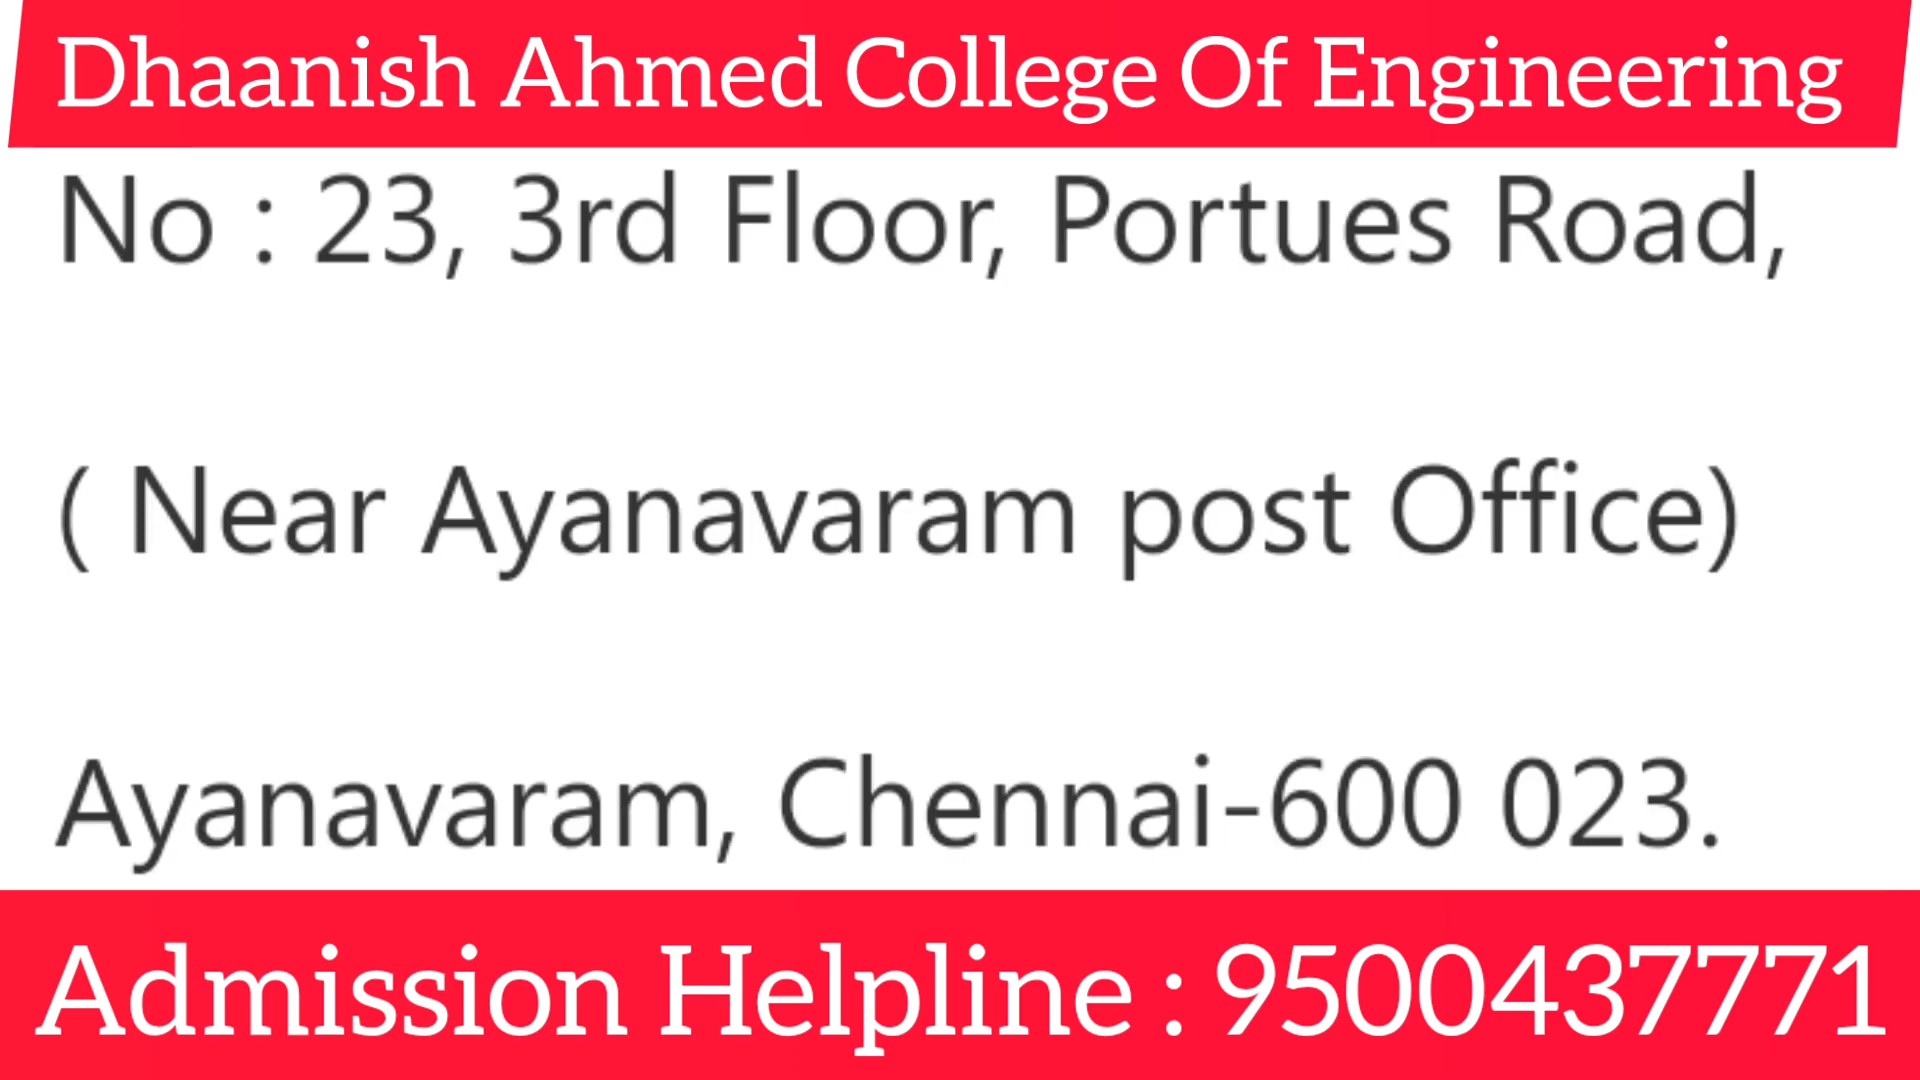 Dhaanish Ahmed College Of Engineering
No : 23, 3rd Floor, Portues Road,
( Near Ayanavaram post Office)
Ayanavaram, Chennai-600 023.
Admission Helpline : 9500437771